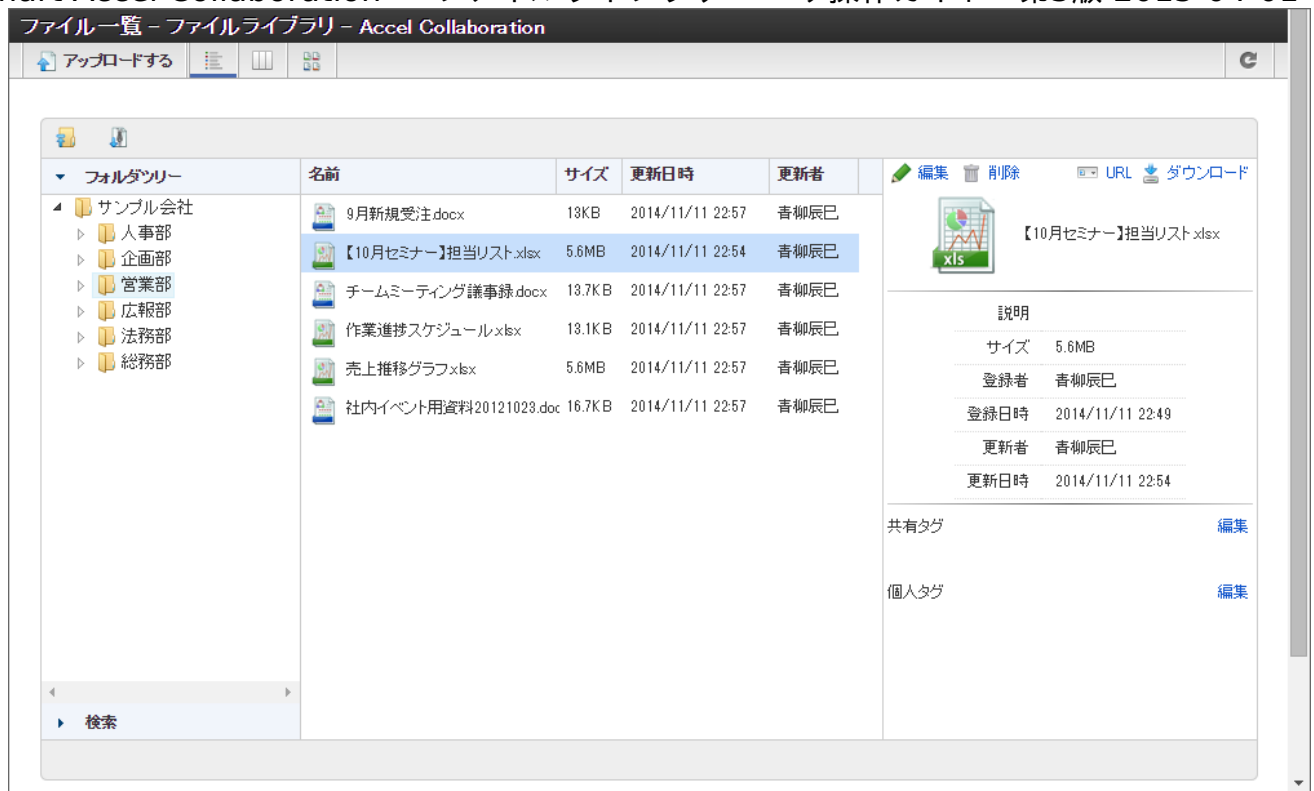 Accel Collaboration
ファイル一覧 – ファイルライブラリ – Accel Collaboration
アップロードする
フォルダツリー
サンプル会社
人事部
企画部
営業部
広報部
法務部
総務部
検索
名前 サイズ 更新日時 更新者
9月新規受注.docx 13KB 2014/11/11 22:57 青柳辰巳
【10月セミナー】担当リスト.xlsx 5.6MB 2014/11/11 22:54 青柳辰巳
チームミーティング議事録.docx 13.7KB 2014/11/11 22:57 青柳辰巳
作業進捗スケジュール.xlsx 13.1KB 2014/11/11 22:57 青柳辰巳
売上推移グラフ.xlsx 5.6MB 2014/11/11 22:57 青柳辰巳
社内イベント用資料20121023.doc 16.7KB 2014/11/11 22:57 青柳辰巳
編集 削除 URL ダウンロード
xls
【10月セミナー】担当リスト.xlsx
説明
サイズ 5.6MB
登録者 青柳辰巳
登録日時 2014/11/11 22:49
更新者 青柳辰巳
更新日時 2014/11/11 22:54
共有タグ 編集
個人タグ 編集